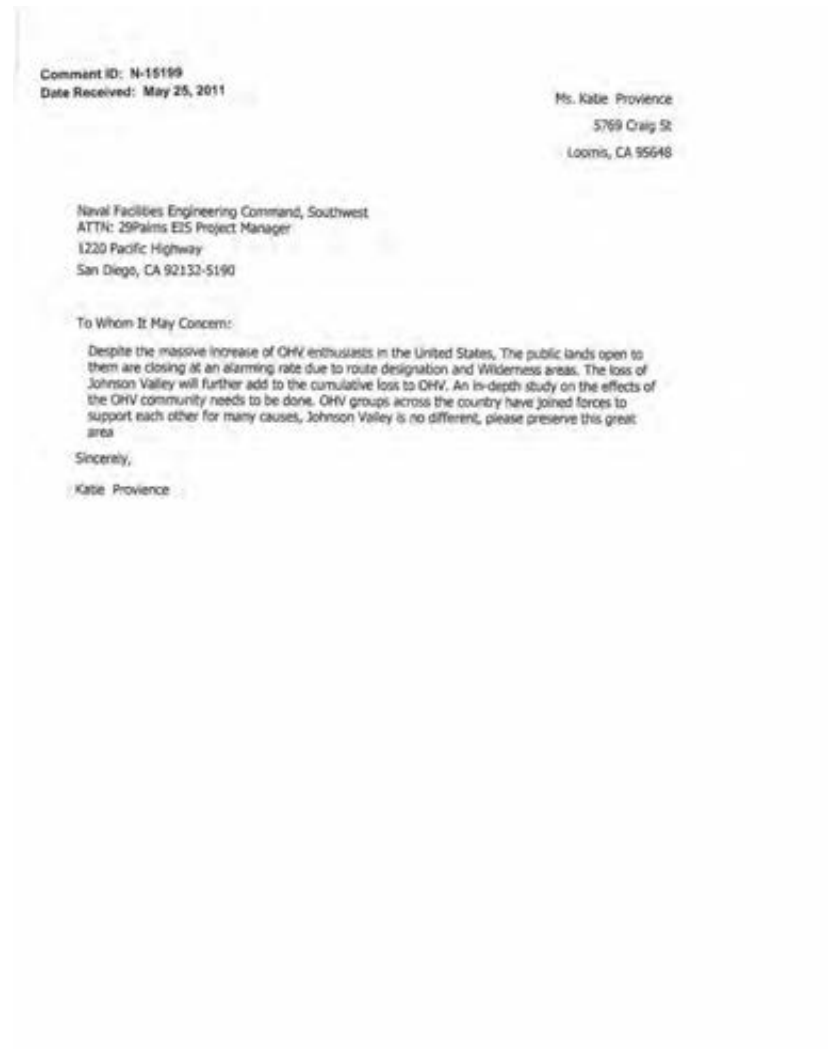 Comment ID: N-15199
Date Received: May 25, 2011
Ms. Katie Provience
5769 Craig St
Loomis, CA 95648
Naval Facilities Engineering Command, Southwest
ATTN: 29Palms EIS Project Manager
1220 Pacific Highway
San Diego, CA 92132-5190
To Whom It May Concern:
Despite the massive increase of OHV enthusiasts in the United States, The public lands open to
them are closing at an alarming rate due to route designation and Wilderness areas. The loss of
Johnson Valley will further add to the cumulative loss to OHV. An in-depth study on the effects of
the OHV community needs to be done. OHV groups across the country have joined forces to
support each other for many causes, Johnson Valley is no different, please preserve this great
area
Sincerely,
Katie Provience